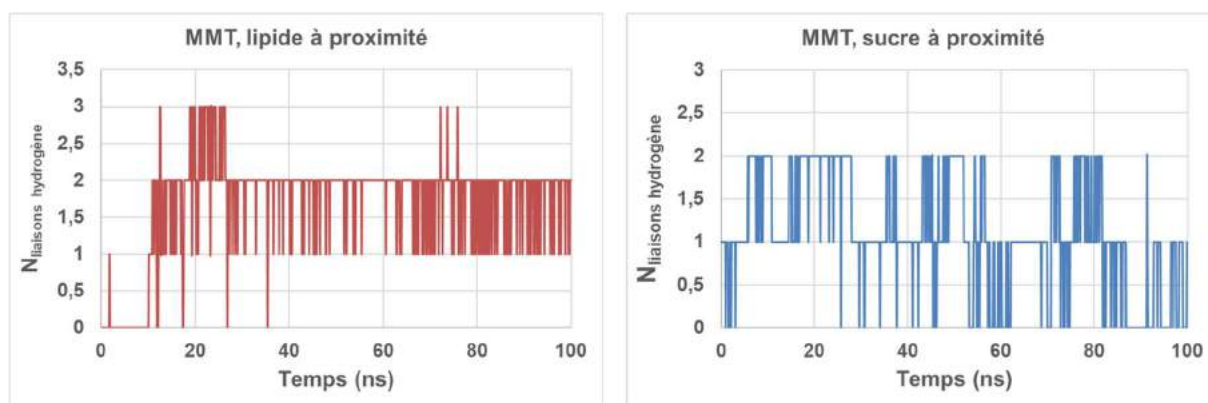 MMT, lipide à proximité
3,5
3
2,5
2
1,5
1
0,5
0
N liaisons hydrogène
0 20 40 60 80 100
Temps (ns)
MMT, sucre à proximité
3
2,5
2
1,5
1
0,5
0
N liaisons hydrogène
0 20 40 60 80 100
Temps (ns)